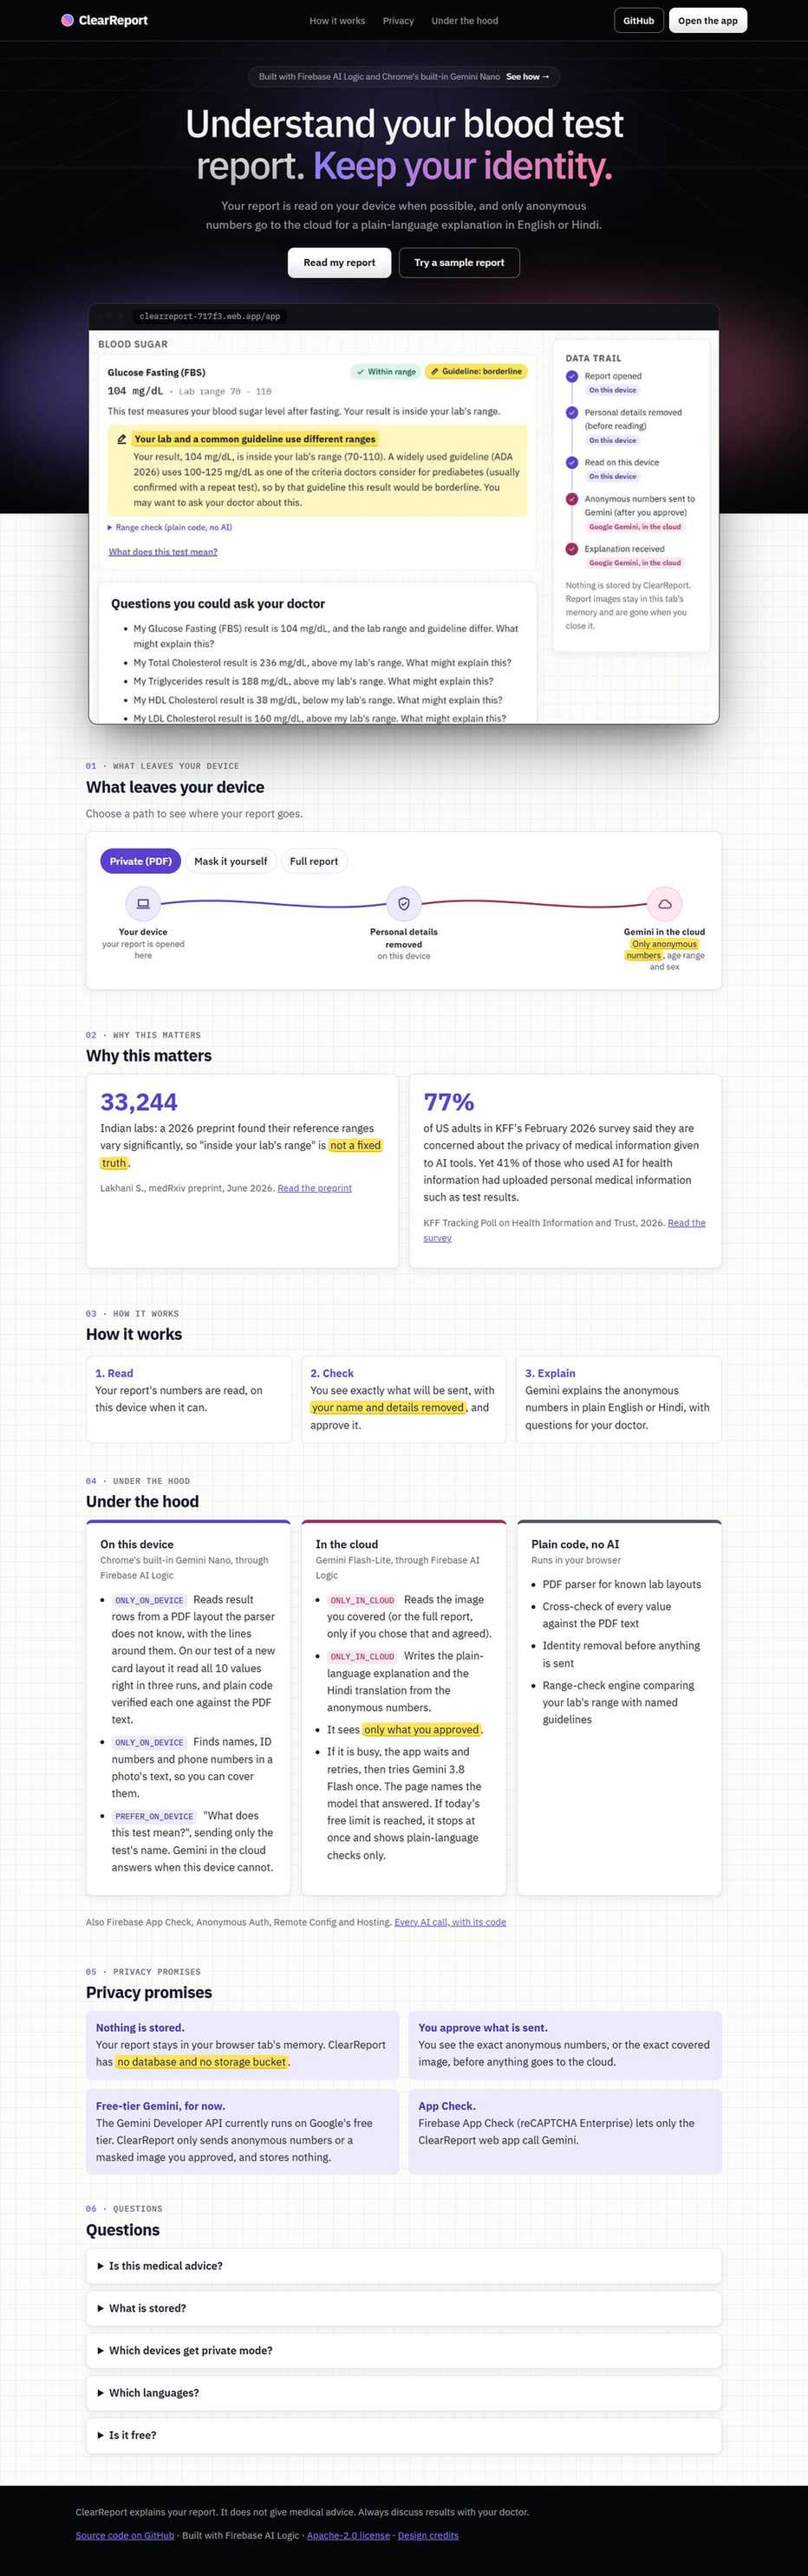 ClearReport
How it works
Privacy
Under the hood
GitHub
Open the app
Built with Firebase AI Logic and Chrome's built-in Gemini Nano See how →
Understand your blood test
report. Keep your identity.
Your report is read on your device when possible, and only anonymous
numbers go to the cloud for a plain-language explanation in English or Hindi.
Read my report
Try a sample report
clearreport-717f3.web.app/app
BLOOD SUGAR
Glucose Fasting (FBS)
Within range
Guideline: borderline
104 mg/dL · Lab range 70 - 110
This test measures your blood sugar level after fasting. Your result is inside your lab's range.
Your lab and a common guideline use different ranges
Your result, 104 mg/dL, is inside your lab's range (70-110). A widely used guideline (ADA
2026) uses 100-125 mg/dL as one of the criteria doctors consider for prediabetes (usually
confirmed with a repeat test), so by that guideline this result would be borderline. You
may want to ask your doctor about this.
Range check (plain code, no AI)
What does this test mean?
Questions you could ask your doctor
• My Glucose Fasting (FBS) result is 104 mg/dL, and the lab range and guideline differ. What
might explain this?
• My Total Cholesterol result is 236 mg/dL, above my lab's range. What might explain this?
• My Triglycerides result is 188 mg/dL, above my lab's range. What might explain this?
• My HDL Cholesterol result is 38 mg/dL, below my lab's range. What might explain this?
• My LDL Cholesterol result is 160 mg/dL, above my lab's range. What might explain this?
DATA TRAIL
Report opened
On this device
Personal details removed
(before reading)
On this device
Read on this device
On this device
Anonymous numbers sent to
Gemini (after you approve)
Google Gemini, in the cloud
Explanation received
Google Gemini, in the cloud
Nothing is stored by ClearReport.
Report images stay in this tab's
memory and are gone when you
close it.
01 · WHAT LEAVES YOUR DEVICE
What leaves your device
Choose a path to see where your report goes.
Private (PDF)
Mask it yourself
Full report
Your device
your report is opened
here
Personal details
removed
on this device
Gemini in the cloud
Only anonymous
numbers, age range
and sex
02 · WHY THIS MATTERS
Why this matters
33,244
Indian labs: a 2026 preprint found their reference ranges
vary significantly, so "inside your lab's range" is not a fixed
truth.
Lakhani S., medRxiv preprint, June 2026. Read the preprint
77%
of US adults in KFF's February 2026 survey said they are
concerned about the privacy of medical information given
to AI tools. Yet 41% of those who used AI for health
information had uploaded personal medical information
such as test results.
KFF Tracking Poll on Health Information and Trust, 2026. Read the
survey
03 · HOW IT WORKS
How it works
1. Read
Your report's numbers are read, on
this device when it can.
2. Check
You see exactly what will be sent, with
your name and details removed, and
approve it.
3. Explain
Gemini explains the anonymous
numbers in plain English or Hindi, with
questions for your doctor.
04 · UNDER THE HOOD
Under the hood
On this device
Chrome's built-in Gemini Nano, through
Firebase AI Logic
• ONLY_ON_DEVICE Reads result
rows from a PDF layout the parser
does not know, with the lines
around them. On our test of a new
card layout it read all 10 values
right in three runs, and plain code
verified each one against the PDF
text.
• ONLY_ON_DEVICE Finds names, ID
numbers and phone numbers in a
photo's text, so you can cover
them.
• PREFER_ON_DEVICE "What does
this test mean?", sending only the
test's name. Gemini in the cloud
answers when this device cannot.
In the cloud
Gemini Flash-Lite, through Firebase AI
Logic
• ONLY_IN_CLOUD Reads the image
you covered (or the full report,
only if you chose that and agreed).
• ONLY_IN_CLOUD Writes the plain-
language explanation and the
Hindi translation from the
anonymous numbers.
• It sees only what you approved.
• If it is busy, the app waits and
retries, then tries Gemini 3.8
Flash once. The page names the
model that answered. If today's
free limit is reached, it stops at
once and shows plain-language
checks only.
Plain code, no AI
Runs in your browser
• PDF parser for known lab layouts
• Cross-check of every value
against the PDF text
• Identity removal before anything
is sent
• Range-check engine comparing
your lab's range with named
guidelines
Also Firebase App Check, Anonymous Auth, Remote Config and Hosting. Every AI call, with its code
05 · PRIVACY PROMISES
Privacy promises
Nothing is stored.
Your report stays in your browser tab's memory. ClearReport
has no database and no storage bucket.
You approve what is sent.
You see the exact anonymous numbers, or the exact covered
image, before anything goes to the cloud.
Free-tier Gemini, for now.
The Gemini Developer API currently runs on Google's free
tier. ClearReport only sends anonymous numbers or a
masked image you approved, and stores nothing.
App Check.
Firebase App Check (reCAPTCHA Enterprise) lets only the
ClearReport web app call Gemini.
06 · QUESTIONS
Questions
Is this medical advice?
What is stored?
Which devices get private mode?
Which languages?
Is it free?
ClearReport explains your report. It does not give medical advice. Always discuss results with your doctor.
Source code on GitHub · Built with Firebase AI Logic · Apache-2.0 license · Design credits